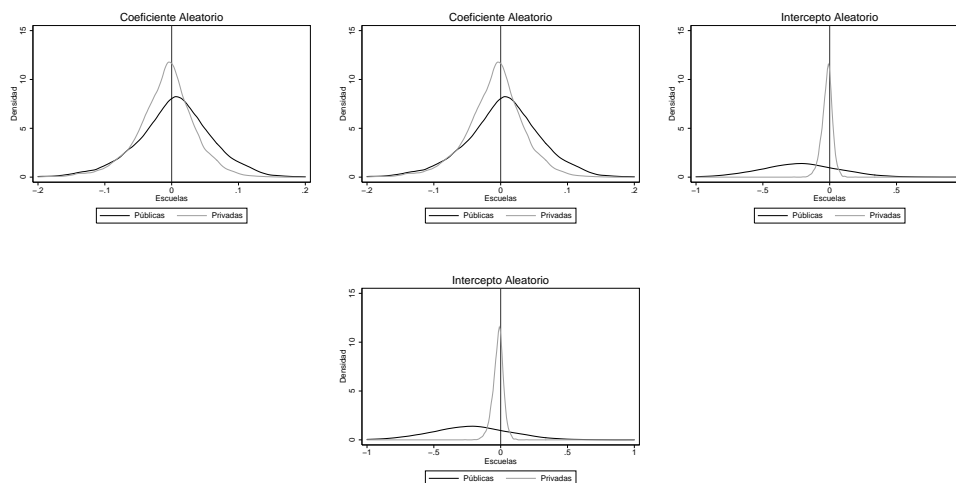 Coeficiente Aleatorio
Densidad
15
10
5
0
-.2 -.1 0 .1 .2
Escuelas
Públicas Privadas
Coeficiente Aleatorio
Densidad
15
10
5
0
-.2 -.1 0 .1 .2
Escuelas
Públicas Privadas
Intercepto Aleatorio
Densidad
15
10
5
0
-1 -.5 0 .5
Escuelas
Públicas Privadas
Intercepto Aleatorio
Densidad
15
10
5
0
-1 -.5 0 .5 1
Escuelas
Públicas Privadas